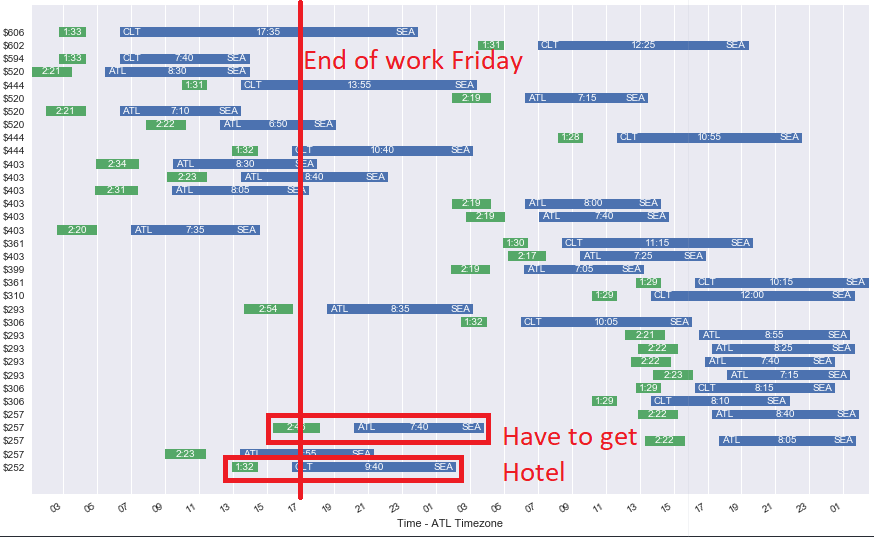 $606 1:33 CLT 17:35 SEA
$602 1:31 CLT 12:25 SEA
End of work Friday
$594 1:33 CLT 7:40 SEA
$520 2:21 ATL 8:30 SEA
$444 1:31 CLT 13:55 SEA
$520 2:19 ATL 7:15 SEA
$520 2:21 ATL 7:10 SEA
$520 2:22 ATL 6:50 SEA
$444 1:28 CLT 10:55 SEA
$444 1:32 CLT 10:40 SEA
$403 2:34 ATL 8:30 SEA
$403 2:23 ATL 8:40 SEA
$403 2:31 ATL 8:05 SEA
$403 2:19 ATL 8:00 SEA
$403 2:19 ATL 7:40 SEA
$403 2:20 ATL 7:35 SEA
$361 1:30 CLT 11:15 SEA
$403 2:17 ATL 7:25 SEA
$399 2:19 ATL 7:05 SEA
$361 1:29 CLT 10:15 SEA
$310 1:29 CLT 12:00 SEA
$293 2:54 ATL 8:35 SEA
$306 1:32 CLT 10:05 SEA
$293 2:21 ATL 8:55 SEA
$293 2:22 ATL 8:25 SEA
$293 2:22 ATL 7:40 SEA
$293 2:23 ATL 7:15 SEA
$306 1:29 CLT 8:15 SEA
$306 1:29 CLT 8:10 SEA
$257 2:22 ATL 8:40 SEA
$257 ATL 7:40 SEA
$257 2:22 ATL 8:05 SEA
$257 2:23 ATL SEA
$252 1:32 CLT 9:40 SEA
Have to get
Hotel
03 05 07 09 11 13 15 17 19 21 23 01 03 05 07 09 11 13 15 17 19 21 23 01
Time - ATL Timezone